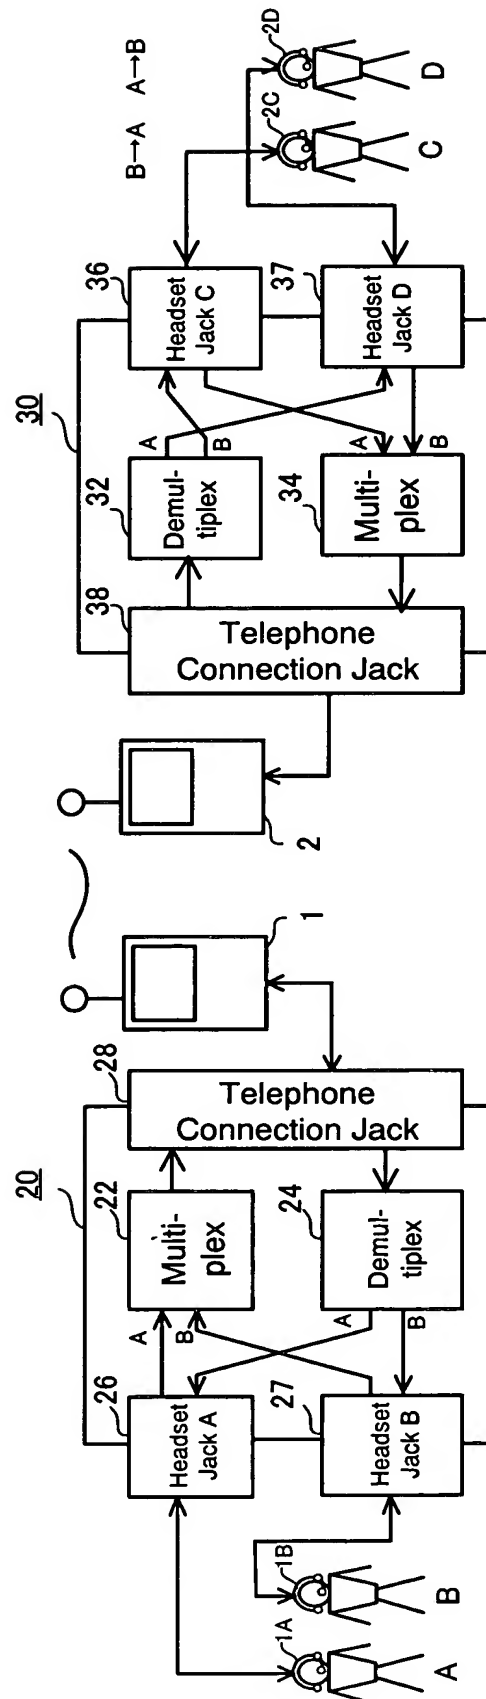 20
30
26
22
28
38
32
36
Headset
Jack A
A
B
Multi-
plex
Telephone
Connection Jack
Telephone
Connection Jack
Demul-
tiplex
A
B
Headset
Jack C
B→A A→B
27
24
1
2
34
37
Headset
Jack B
A
B
Demul-
tiplex
Multi-
plex
A
B
Headset
Jack D
1A
1B
2C
2D
A
B
C
D